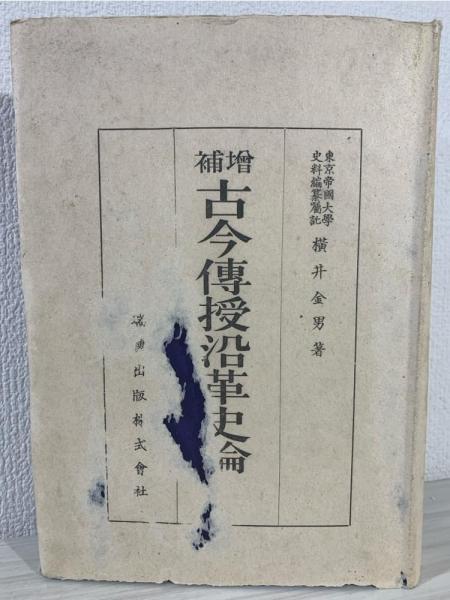 東京帝國大學
史料編纂囑託
横井金男著
增補
古今傳授沿革史論
出版株式會社